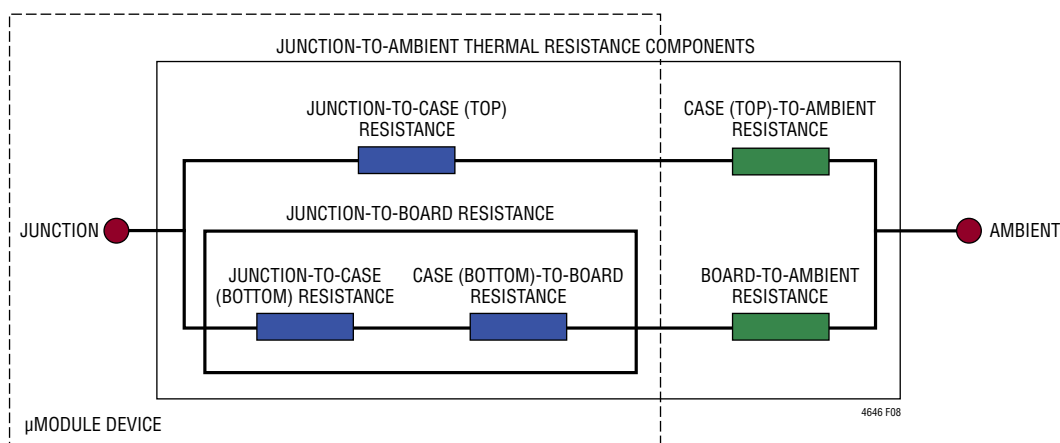 JUNCTION-TO-AMBIENT THERMAL RESISTANCE COMPONENTS
JUNCTION-TO-CASE (TOP)
RESISTANCE
CASE (TOP)-TO-AMBIENT
RESISTANCE
JUNCTION
JUNCTION-TO-BOARD RESISTANCE
AMBIENT
JUNCTION-TO-CASE
(BOTTOM) RESISTANCE
CASE (BOTTOM)-TO-BOARD
RESISTANCE
BOARD-TO-AMBIENT
RESISTANCE
4646 F08
µMODULE DEVICE